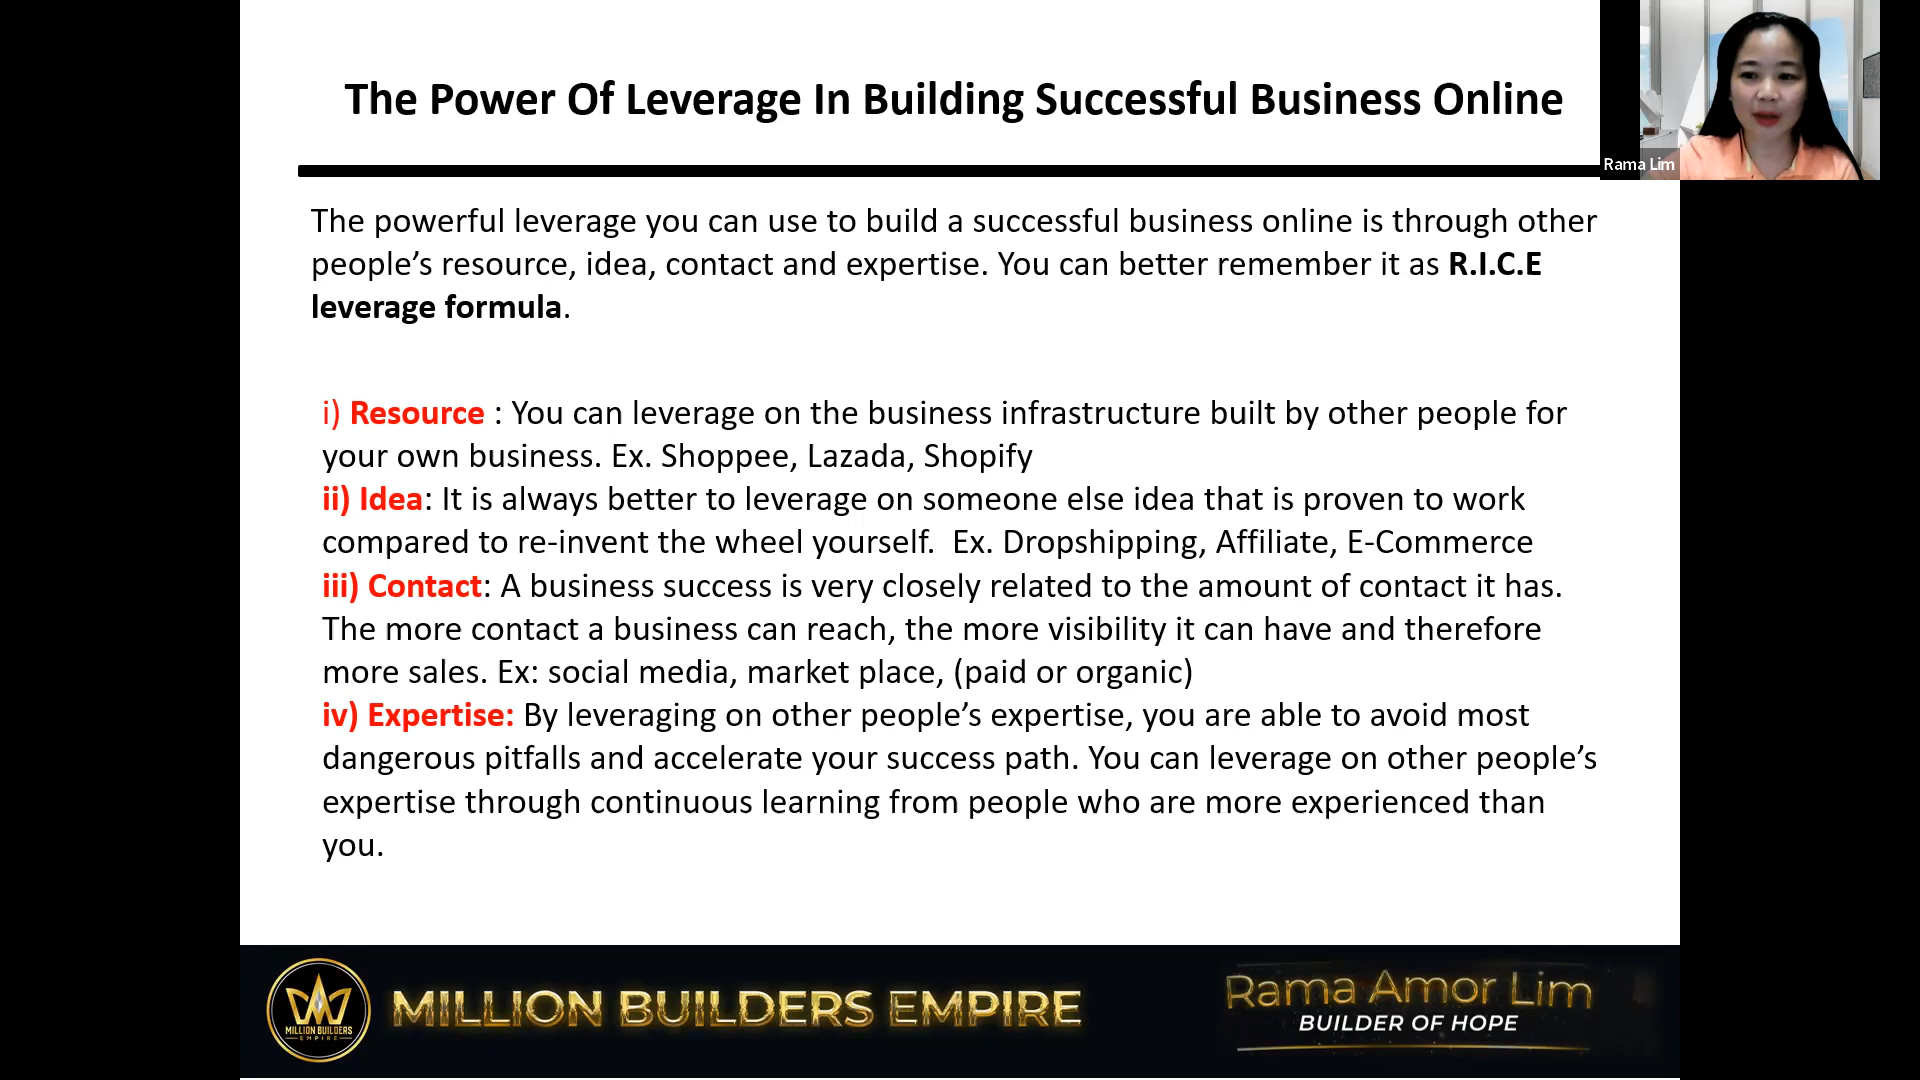 The Power Of Leverage In Building Successful Business Online
Rama Lim
The powerful leverage you can use to build a successful business online is through other
people’s resource, idea, contact and expertise. You can better remember it as R.I.C.E
leverage formula.
i) Resource : You can leverage on the business infrastructure built by other people for
your own business. Ex. Shoppee, Lazada, Shopify
ii) Idea: It is always better to leverage on someone else idea that is proven to work
compared to re-invent the wheel yourself.  Ex. Dropshipping, Affiliate, E-Commerce
iii) Contact: A business success is very closely related to the amount of contact it has.
The more contact a business can reach, the more visibility it can have and therefore
more sales. Ex: social media, market place, (paid or organic)
iv) Expertise: By leveraging on other people’s expertise, you are able to avoid most
dangerous pitfalls and accelerate your success path. You can leverage on other people’s
expertise through continuous learning from people who are more experienced than
you.
MILLION BUILDERS
EMPIRE
MILLION BUILDERS EMPIRE
Rama Amor Lim
BUILDER OF HOPE